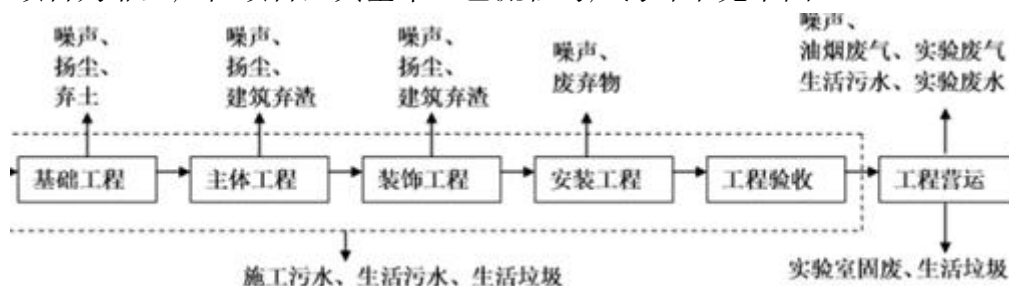 噪声、
扬尘、
弃土
噪声、
扬尘、
建筑弃渣
噪声、
扬尘、
建筑弃渣
噪声、
废弃物
噪声、
油烟废气、实验废气
生活污水、实验废水
基础工程
主体工程
装饰工程
安装工程
工程验收
工程营运
施工污水、生活污水、生活垃圾
实验室固废、生活垃圾